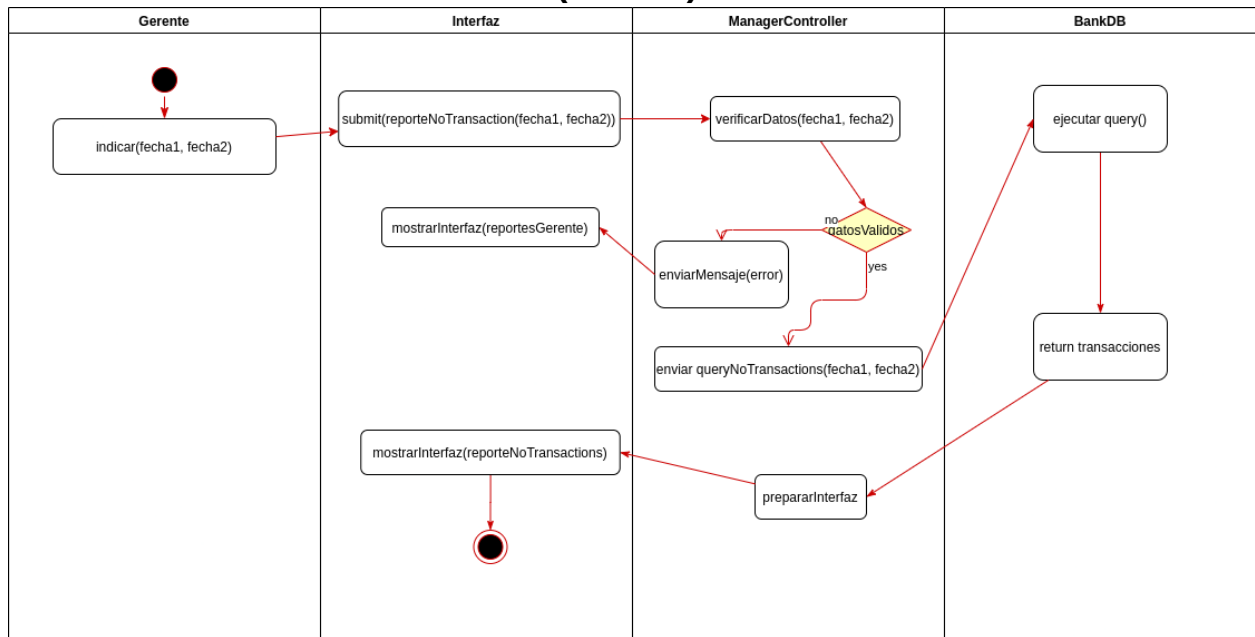 Gerente
Interfaz
ManagerController
BankDB
indicar(fecha1, fecha2)
submit(reporteNoTransaction(fecha1, fecha2))
verificarDatos(fecha1, fecha2)
ejecutar query()
mostrarInterfaz(reportesGerente)
no
yes
enviarMensaje(error)
return transacciones
enviar queryNoTransactions(fecha1, fecha2)
mostrarInterfaz(reporteNoTransactions)
prepararInterfaz